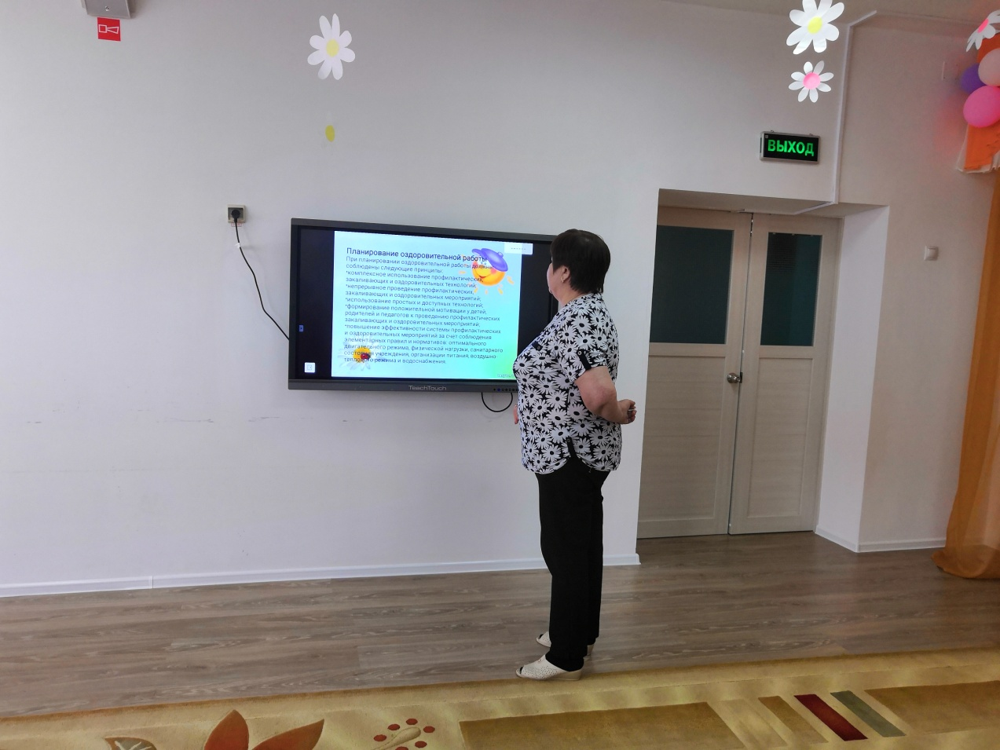 ВЫХОД
Планирование оздоровительной работы
При планировании оздоровительной работы должны
соблюдены следующие принципы:
•комплексное использование профилактических,
закаливающих и оздоровительных технологий;
•непрерывное проведение профилактических,
закаливающих и оздоровительных мероприятий;
•использование простых и доступных технологий;
•формирование положительной мотивации у детей,
родителей и педагогов к проведению профилактических
закаливающих и оздоровительных мероприятий;
•повышение эффективности системы профилактических
и оздоровительных мероприятий за счет соблюдения
элементарных правил и нормативов: оптимального
двигательного режима, физической нагрузки, санитарного
состояния учреждения, организации питания, воздушно-
теплового режима и водоснабжения.
TeachTouch